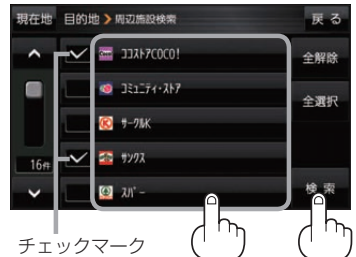 現在地 目的地 > 周辺施設検索 戻る
ｺｺｽﾄｱCOCO! 全解除
ｺﾐｭﾆﾃｨ･ｽﾄｱ 全選択
ｻｰｸﾙK
16件 ｻﾝｸｽ
ｽﾊﾟｰ 検索
チェックマーク